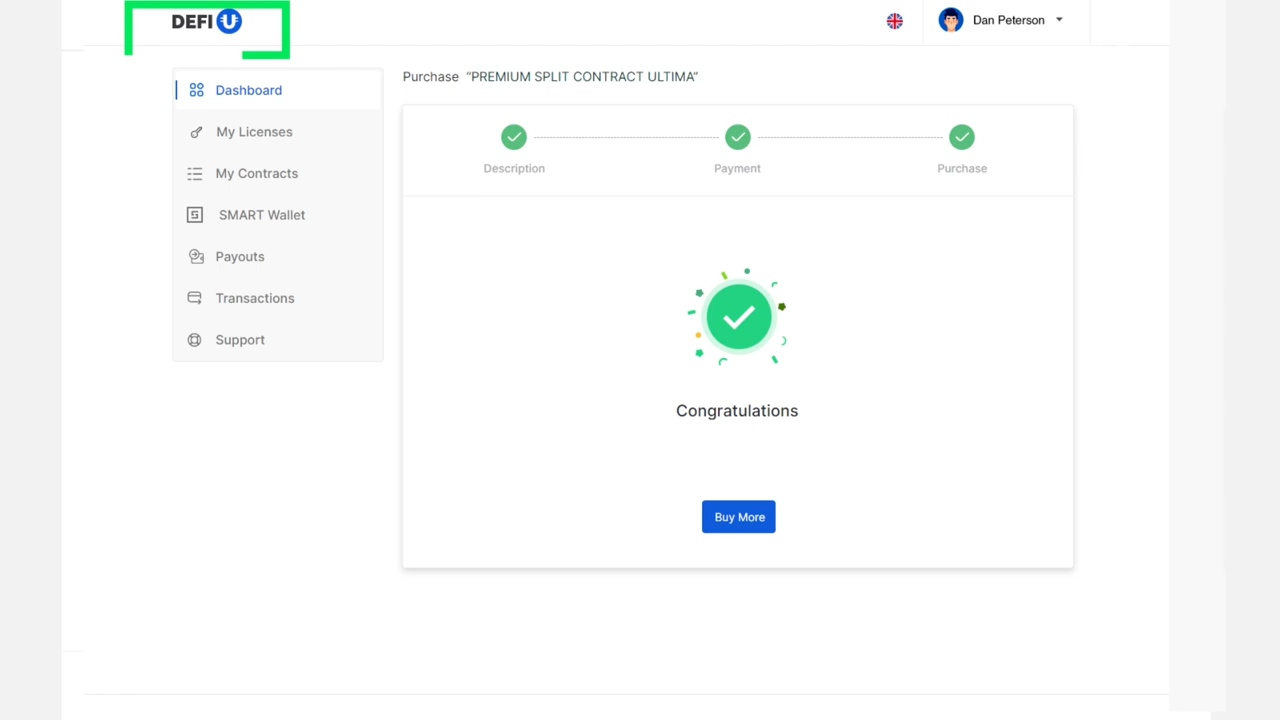 DEFI U
Dan Peterson
Dashboard
My Licenses
My Contracts
SMART Wallet
Payouts
Transactions
Support
Purchase “PREMIUM SPLIT CONTRACT ULTIMA”
Description Payment Purchase
Congratulations
Buy More